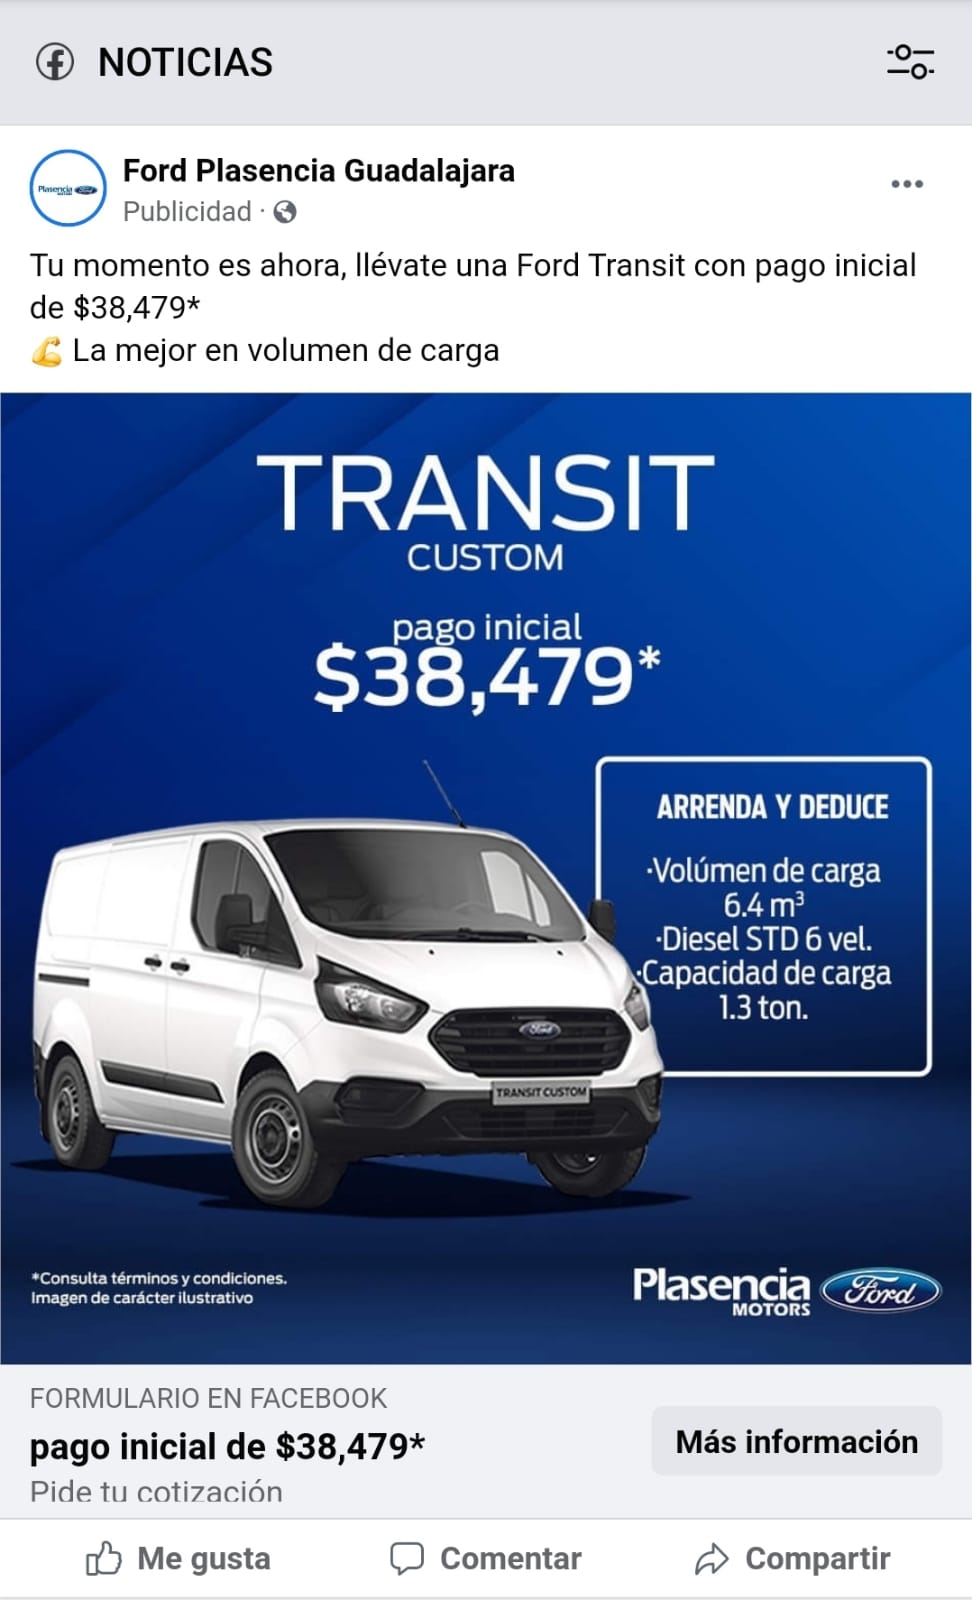 NOTICIAS
Plasencia Ford
Ford Plasencia Guadalajara
Publicidad ·
Tu momento es ahora, llévate una Ford Transit con pago inicial
de $38,479*
💪 La mejor en volumen de carga
TRANSIT
CUSTOM
pago inicial
$38,479*
ARRENDA Y DEDUCE
·Volúmen de carga
6.4 m³
·Diesel STD 6 vel.
·Capacidad de carga
1.3 ton.
Ford
TRANSIT CUSTOM
*Consulta términos y condiciones.
Imagen de carácter ilustrativo
Plasencia
MOTORS
Ford
FORMULARIO EN FACEBOOK
pago inicial de $38,479*
Más información
Pide tu cotización
Me gusta
Comentar
Compartir